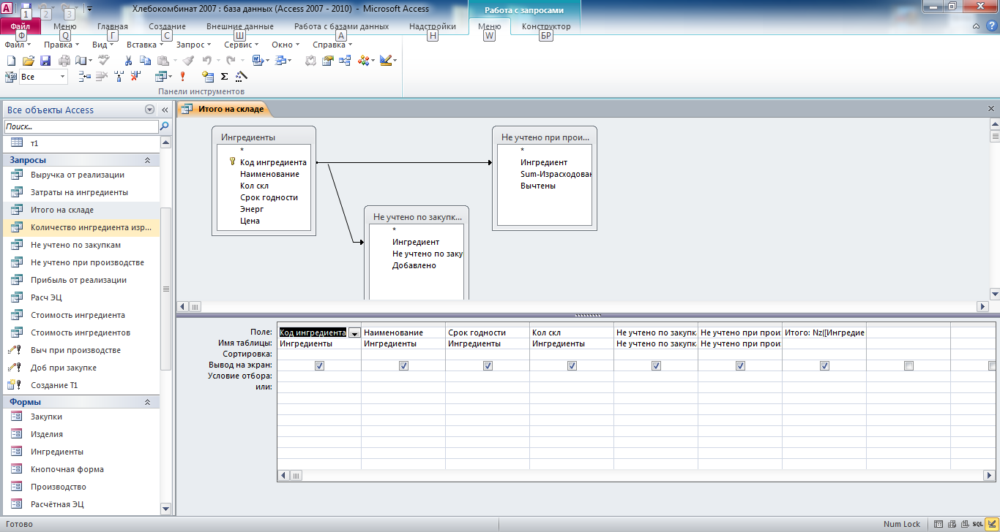 Хлебокомбинат 2007 : база данных (Access 2007 - 2010) - Microsoft Access
Работа с запросами
1 2 3
Файл Меню Главная Создание Внешние данные Работа с базами данных Надстройки Меню Конструктор
Ф Q Г С Ш А Н W БР
Файл Правка Вид Вставка Запрос Сервис Окно Справка
Все
Панели инструментов
Все объекты Access
Поиск...
т1
Запросы
Выручка от реализации
Затраты на ингредиенты
Итого на складе
Количество ингредиента изр...
Не учтено по закупкам
Не учтено при производстве
Прибыль от реализации
Расч ЭЦ
Стоимость ингредиента
Стоимость ингредиентов
Выч при производстве
Доб при закупке
Создание Т1
Формы
Закупки
Изделия
Ингредиенты
Кнопочная форма
Производство
Расчётная ЭЦ
Итого на складе
Ингредиенты
*
Код ингредиента
Наименование
Кол скл
Срок годности
Энерг
Цена
Не учтено по закупк...
*
Ингредиент
Не учтено по заку
Добавлено
Не учтено при прои...
*
Ингредиент
Sum-Израсходован
Вычтены
Поле: Код ингредиента Наименование Срок годности Кол скл Не учтено по закупк Не учтено при прои Итого: Nz([Ингредие
Имя таблицы: Ингредиенты Ингредиенты Ингредиенты Ингредиенты Не учтено по закупк Не учтено при прои
Сортировка:
Вывод на экран:
Условие отбора:
или:
Готово
Num Lock
SQL